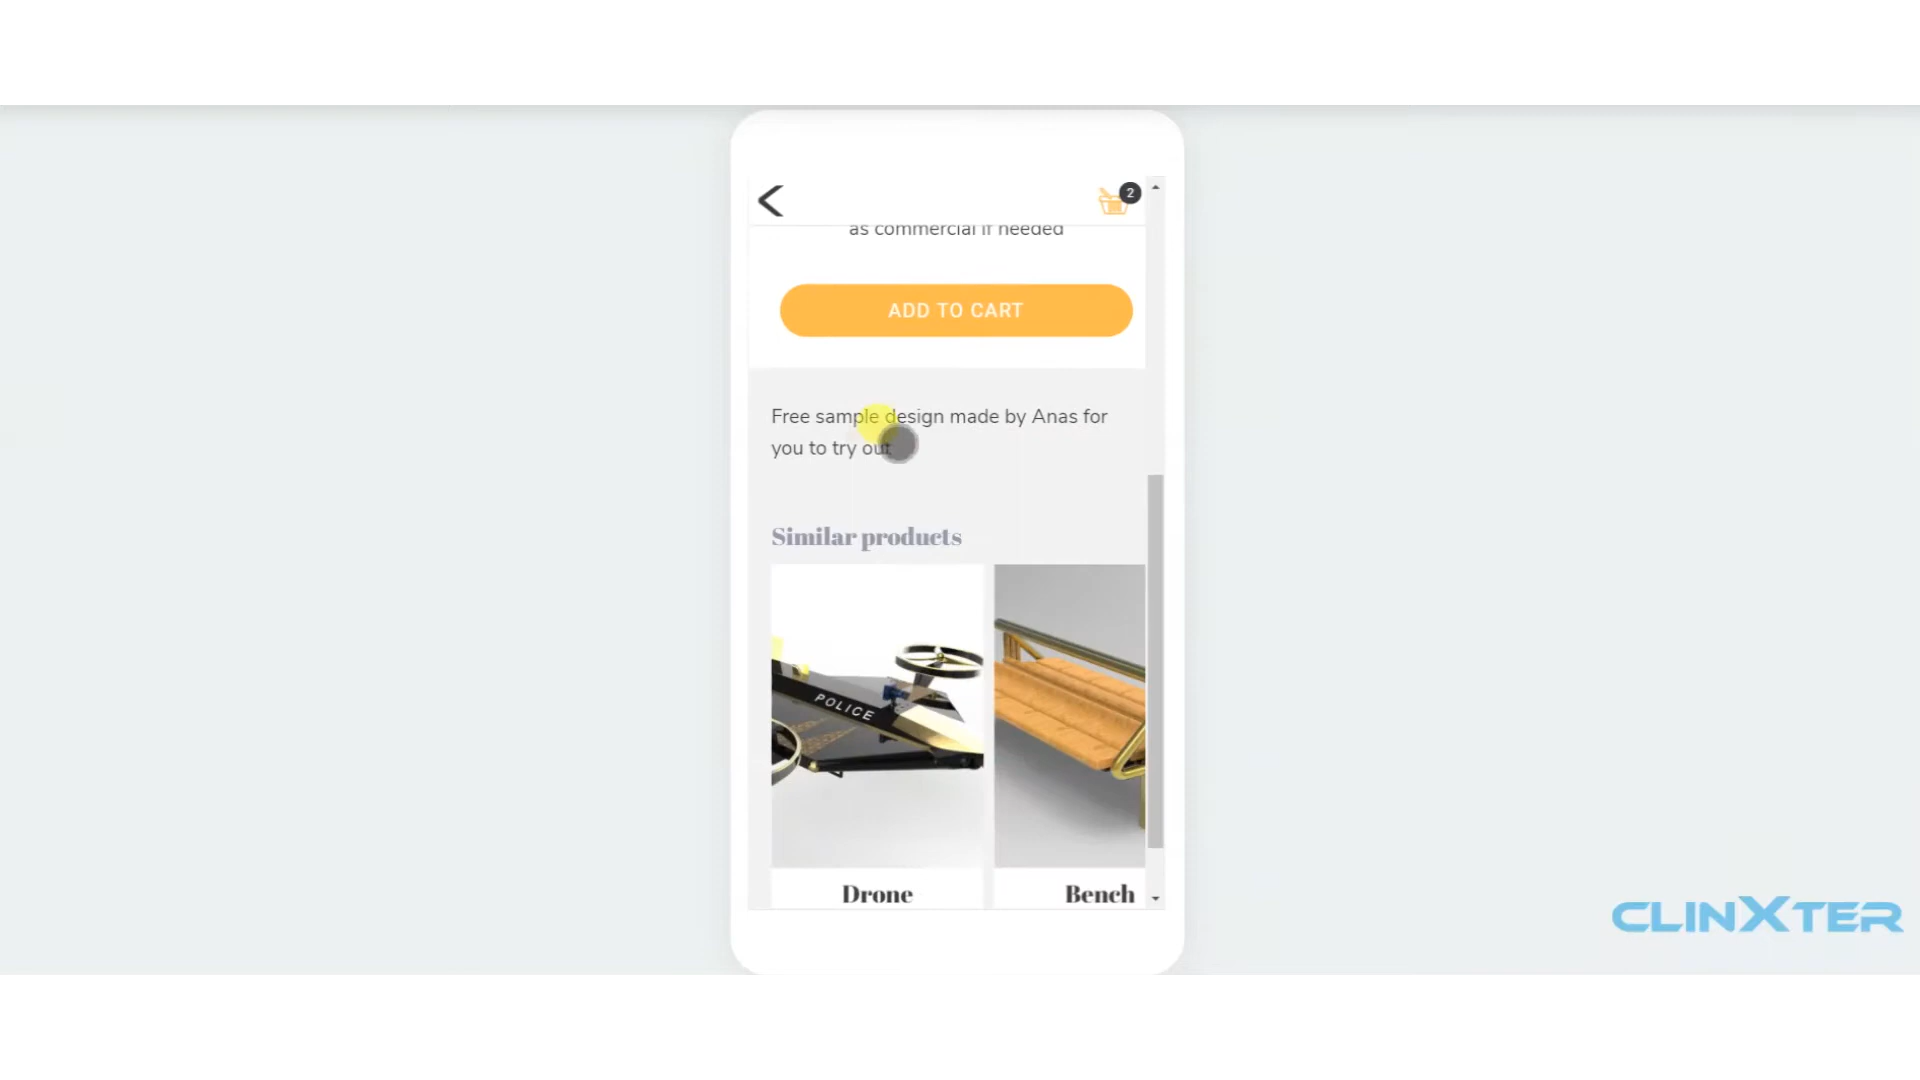 2
as commercial if needed
ADD TO CART
Free sample design made by Anas for
you to try out
Similar products
POLICE
Drone
Bench
CLINXTER